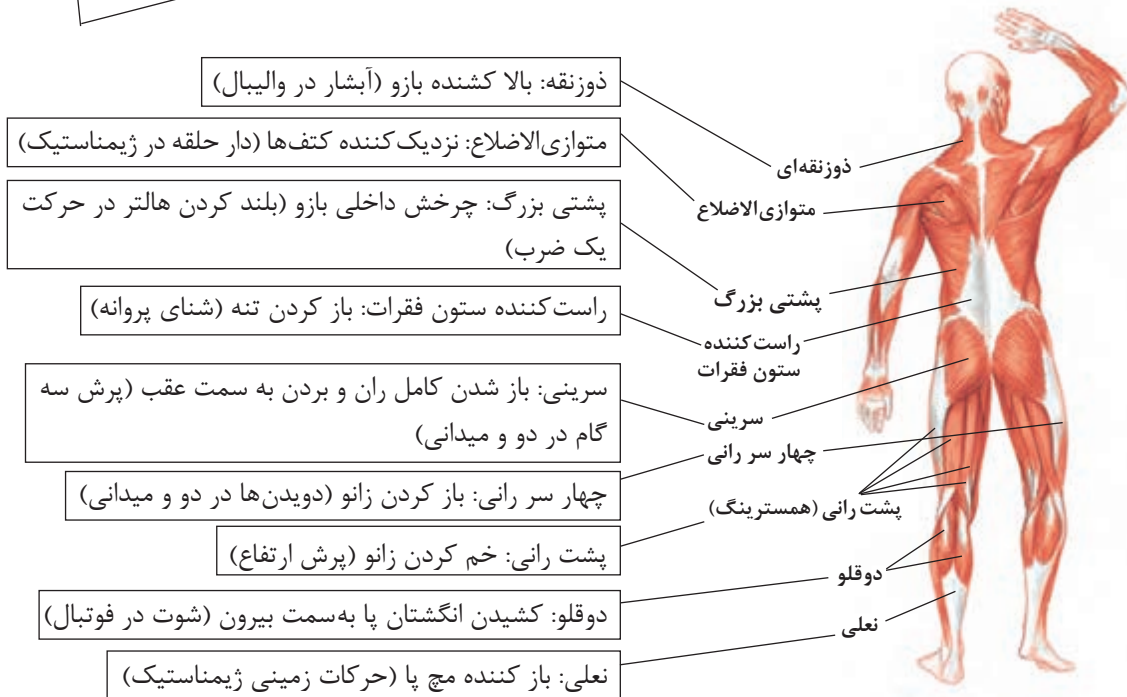 ذوزنقه: بالا کشنده بازو (آبشار در والیبال)
متوازی‌الاضلاع: نزدیک‌کننده کتف‌ها (دار حلقه در ژیمناستیک)
پشتی بزرگ: چرخش داخلی بازو (بلند کردن هالتر در حرکت
یک ضرب)
راست‌کننده ستون فقرات: باز کردن تنه (شنای پروانه)
سرینی: باز شدن کامل ران و بردن به سمت عقب (پرش سه
گام در دو و میدانی)
چهار سر رانی: باز کردن زانو (دویدن‌ها در دو و میدانی)
پشت رانی: خم کردن زانو (پرش ارتفاع)
دوقلو: کشیدن انگشتان پا به‌سمت بیرون (شوت در فوتبال)
نعلی: باز کننده مچ پا (حرکات زمینی ژیمناستیک)
ذوزنقه‌ای
متوازی‌الاضلاع
پشتی بزرگ
راست‌کننده
ستون فقرات
سرینی
چهار سر رانی
پشت رانی (همسترینگ)
دوقلو
نعلی